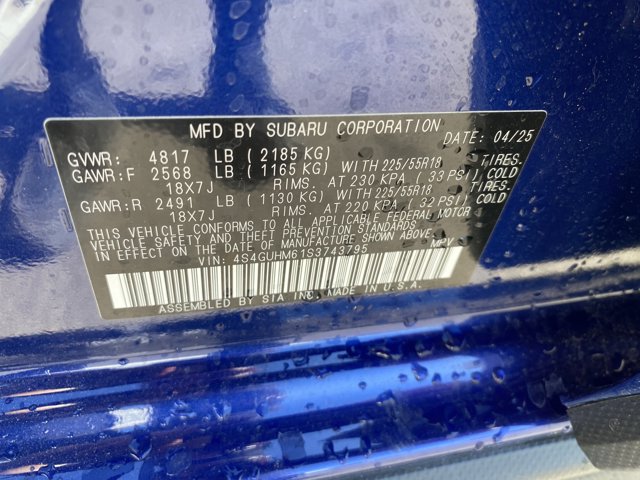 MFD BY SUBARU CORPORATION DATE: 04/25
GVWR: 4817 LB (2185 KG)
GAWR: F 2568 LB (1165 KG) WITH 225/55R18 TIRES.
18X7J RIMS. AT 230 KPA (33 PSI) COLD
GAWR: R 2491 LB (1130 KG) WITH 225/55R18 TIRES.
18X7J RIMS. AT 220 KPA (32 PSI) COLD
THIS VEHICLE CONFORMS TO ALL APPLICABLE FEDERAL MOTOR
VEHICLE SAFETY AND THEFT PREVENTION STANDARDS
IN EFFECT ON THE DATE OF MANUFACTURE SHOWN ABOVE.
VIN: 4S4GUHM61S3743795 MPV
ASSEMBLED BY SIA INC. MADE IN U.S.A.